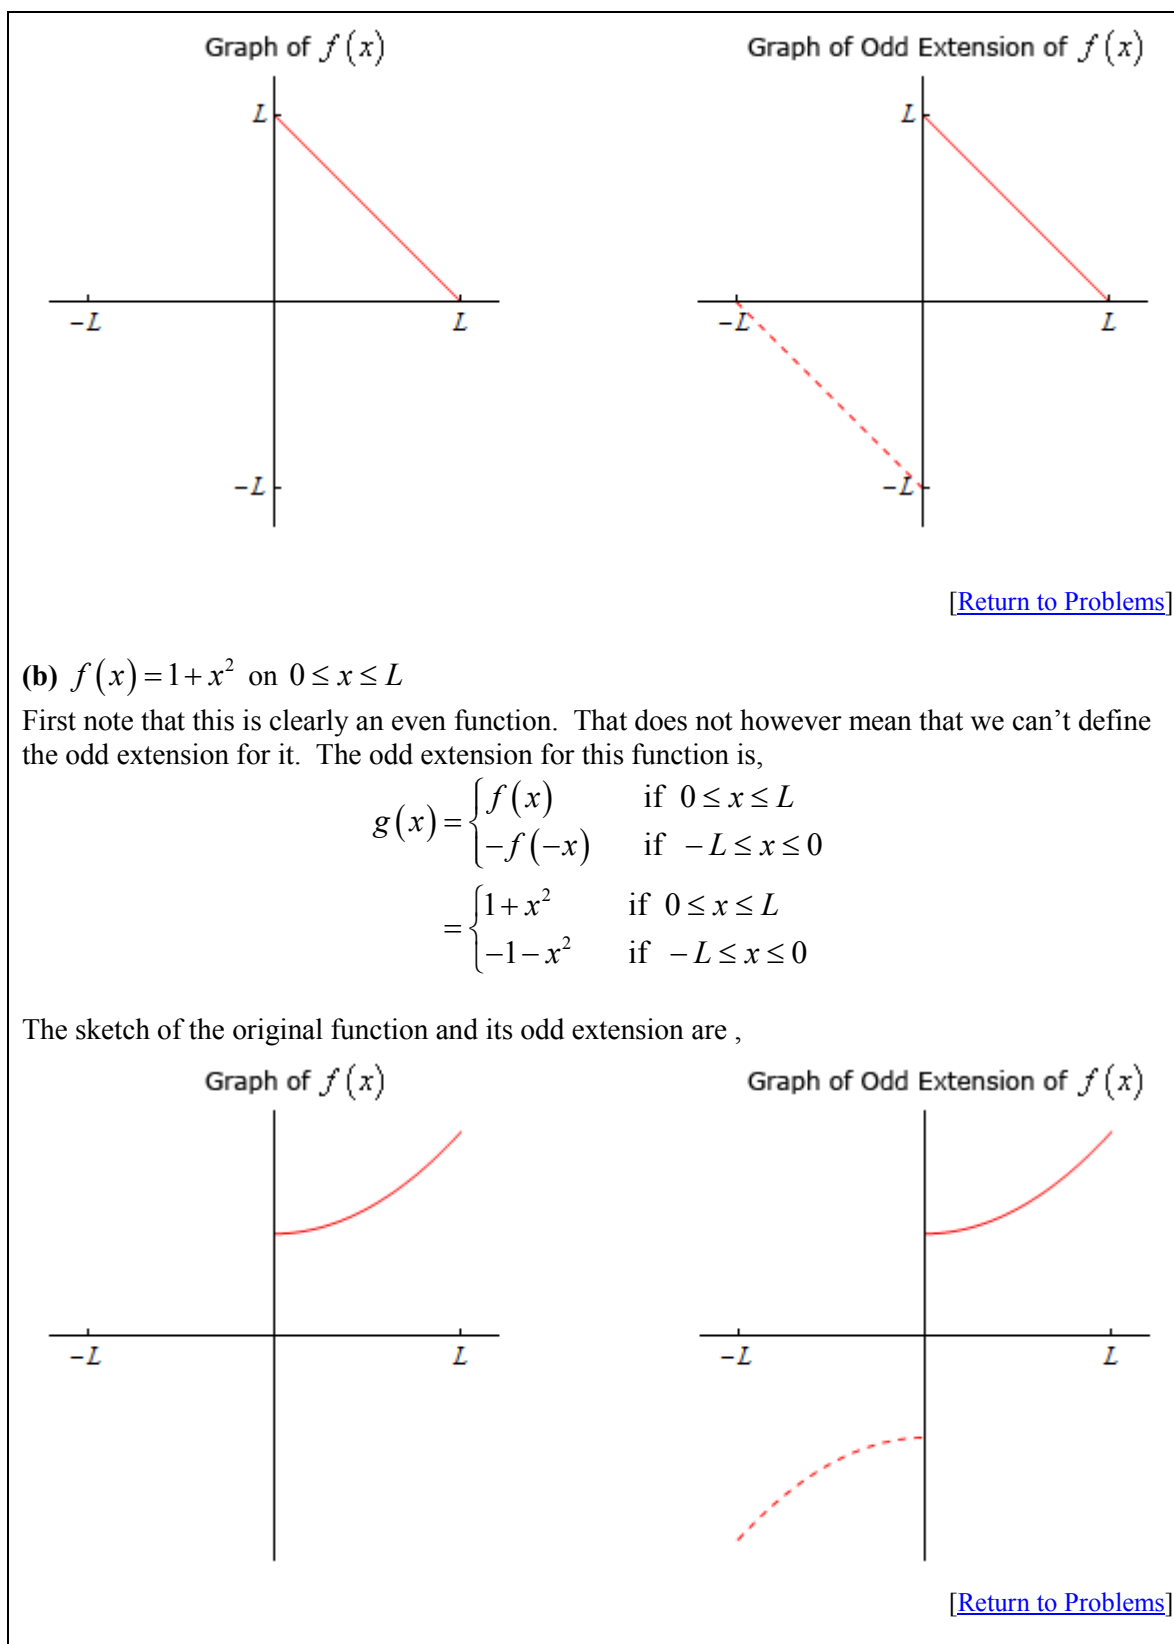 Graph of f(x)
Graph of Odd Extension of f(x)
L
L
-L
L
-L
L
-L
-L
[Return to Problems]
(b) f(x) = 1 + x² on 0 ≤ x ≤ L
First note that this is clearly an even function. That does not however mean that we can't define
the odd extension for it. The odd extension for this function is,
g(x) = { f(x) if 0 ≤ x ≤ L
-f(-x) if -L ≤ x ≤ 0
= { 1 + x² if 0 ≤ x ≤ L
-1 - x² if -L ≤ x ≤ 0
The sketch of the original function and its odd extension are ,
Graph of f(x)
Graph of Odd Extension of f(x)
-L
L
-L
L
[Return to Problems]